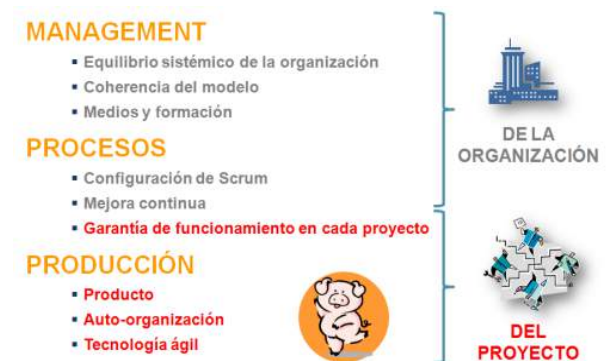 MANAGEMENT
▪ Equilibrio sistémico de la organización
▪ Coherencia del modelo
▪ Medios y formación
DE LA
ORGANIZACIÓN
PROCESOS
▪ Configuración de Scrum
▪ Mejora continua
▪ Garantía de funcionamiento en cada proyecto
PRODUCCIÓN
▪ Producto
▪ Auto-organización
▪ Tecnología ágil
DEL
PROYECTO